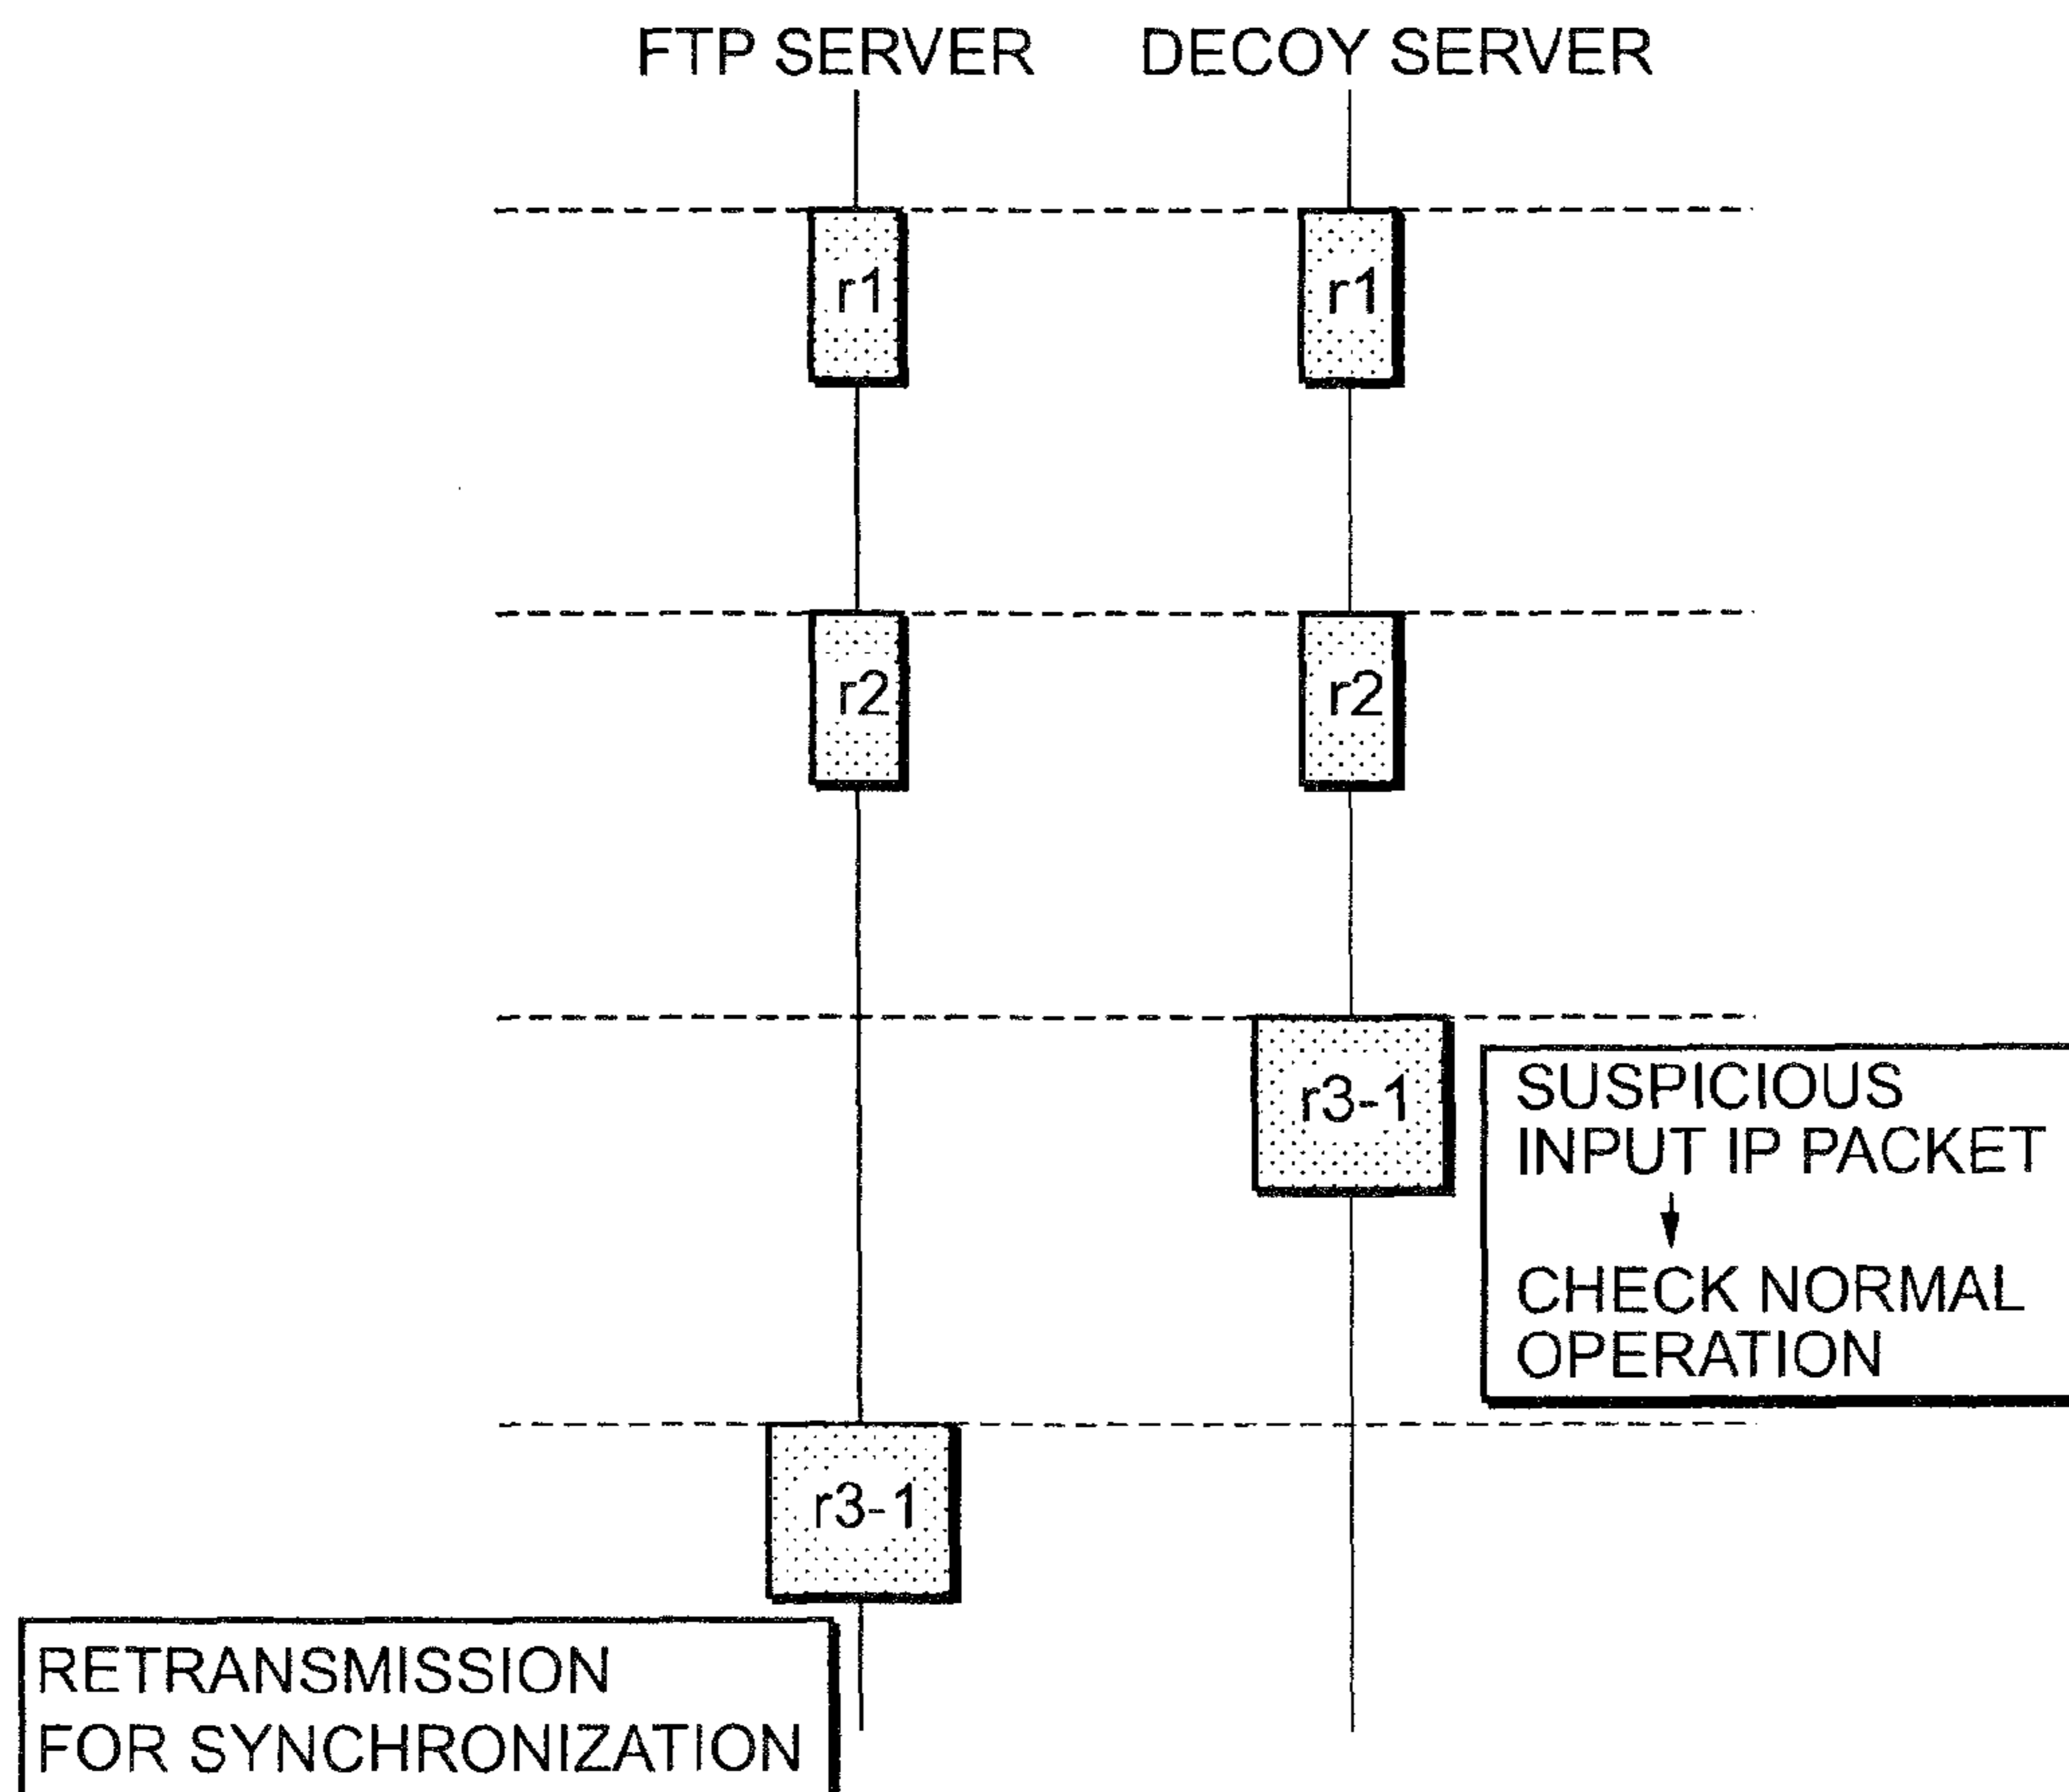 FTP SERVER
DECOY SERVER
r1
r1
r2
r2
r3-1
SUSPICIOUS
INPUT IP PACKET
CHECK NORMAL
OPERATION
r3-1
RETRANSMISSION
FOR SYNCHRONIZATION